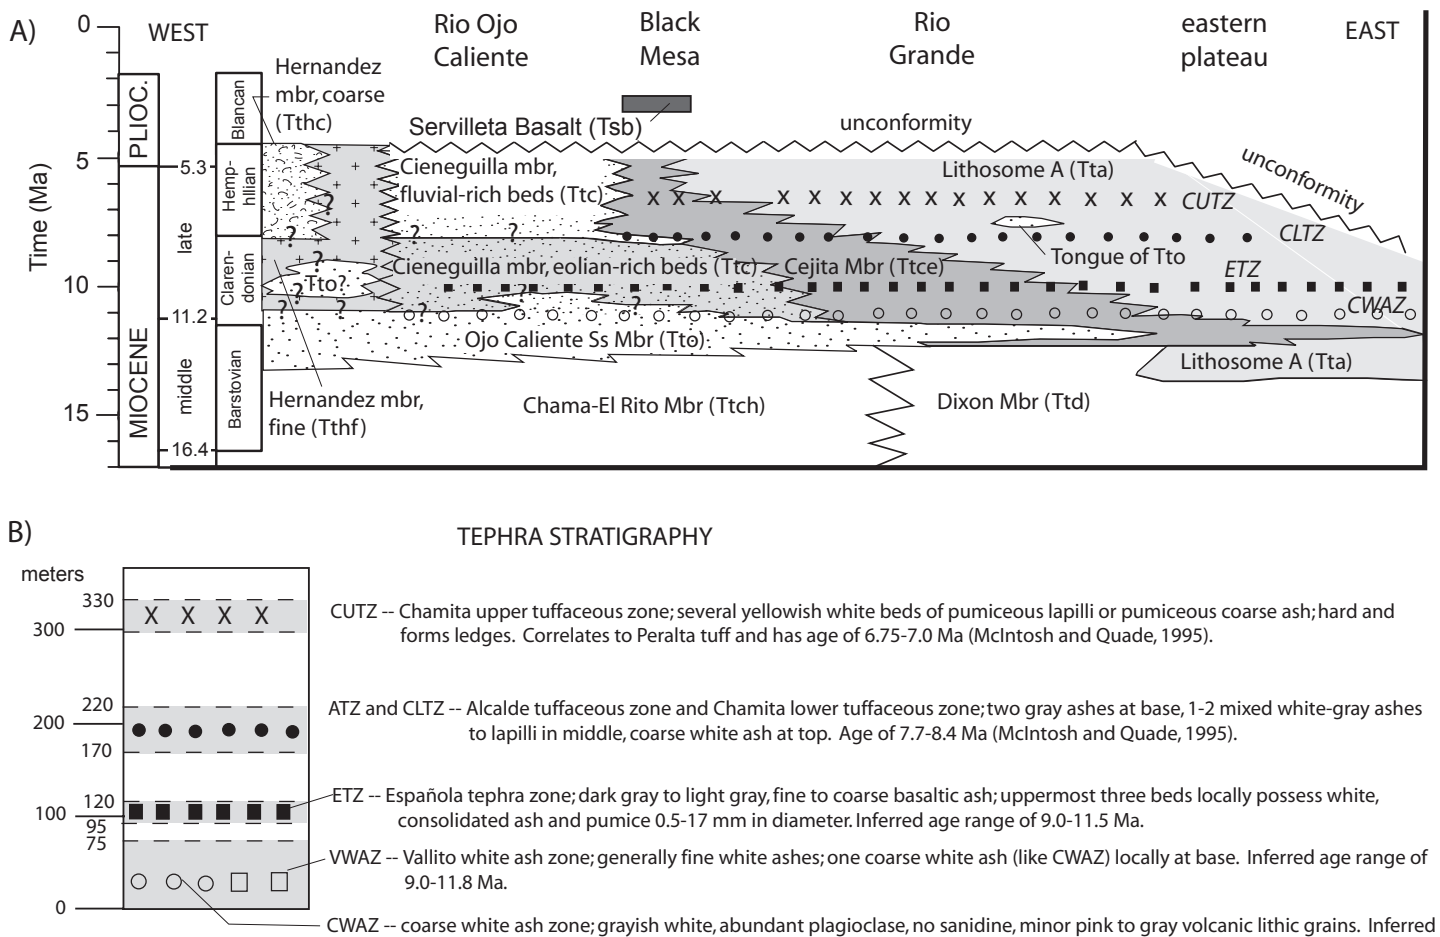 A)
0
WEST
Rio Ojo
Caliente
Black
Mesa
Rio
Grande
eastern
plateau
EAST
Time (Ma)
PLIOC.
MIOCENE
5
10
15
5.3
11.2
16.4
late
middle
Blancan
Hemp-
hllian
Claren-
donian
Barstovian
Hernandez
mbr, coarse
(Tthc)
Servilleta Basalt (Tsb)
unconformity
unconformity
Cieneguilla mbr,
fluvial-rich beds (Ttc)
Lithosome A (Tta)
X X X X X X X X X X X X X X
CUTZ
CLTZ
? ? ? ?
Tongue of Tto
?
Tto?
Cieneguilla mbr, eolian-rich beds (Ttc)
Cejita Mbr (Ttce)
ETZ
CWAZ
? ? ? ? ? ?
Ojo Caliente Ss Mbr (Tto)
Lithosome A (Tta)
Hernandez mbr,
fine (Tthf)
Chama-El Rito Mbr (Ttch)
Dixon Mbr (Ttd)
B)
TEPHRA STRATIGRAPHY
meters
330
300
220
200
170
120
100
95
75
0
X X X X
CUTZ -- Chamita upper tuffaceous zone; several yellowish white beds of pumiceous lapilli or pumiceous coarse ash; hard and
forms ledges. Correlates to Peralta tuff and has age of 6.75-7.0 Ma (McIntosh and Quade, 1995).
ATZ and CLTZ -- Alcalde tuffaceous zone and Chamita lower tuffaceous zone; two gray ashes at base, 1-2 mixed white-gray ashes
to lapilli in middle, coarse white ash at top. Age of 7.7-8.4 Ma (McIntosh and Quade, 1995).
ETZ -- Española tephra zone; dark gray to light gray, fine to coarse basaltic ash; uppermost three beds locally possess white,
consolidated ash and pumice 0.5-17 mm in diameter. Inferred age range of 9.0-11.5 Ma.
VWAZ -- Vallito white ash zone; generally fine white ashes; one coarse white ash (like CWAZ) locally at base. Inferred age range of
9.0-11.8 Ma.
CWAZ -- coarse white ash zone; grayish white, abundant plagioclase, no sanidine, minor pink to gray volcanic lithic grains. Inferred